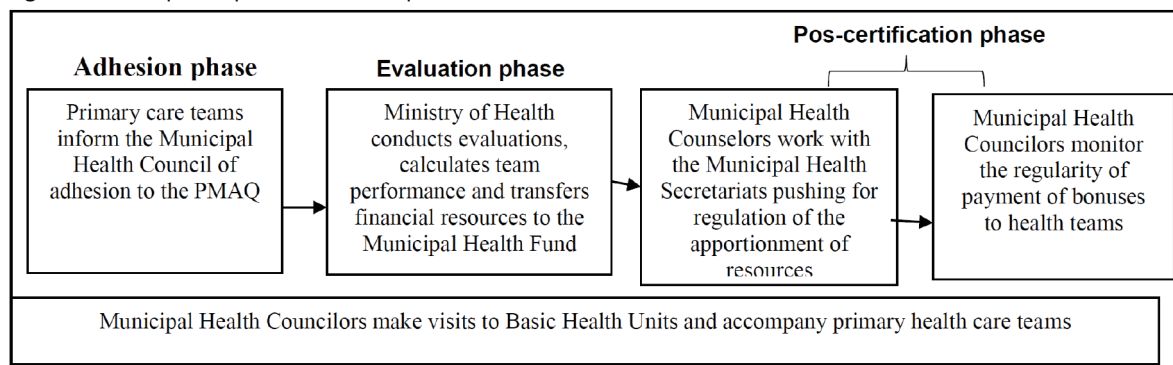 Pos-certification phase
Adhesion phase
Evaluation phase
Primary care teams
inform the Municipal
Health Council of
adhesion to the PMAQ
Ministry of Health
conducts evaluations,
calculates team
performance and transfers
financial resources to the
Municipal Health Fund
Municipal Health
Counselors work with
the Municipal Health
Secretariats pushing for
regulation of the
apportionment of
resources
Municipal Health
Councilors monitor
the regularity of
payment of bonuses
to health teams
Municipal Health Councilors make visits to Basic Health Units and accompany primary health care teams